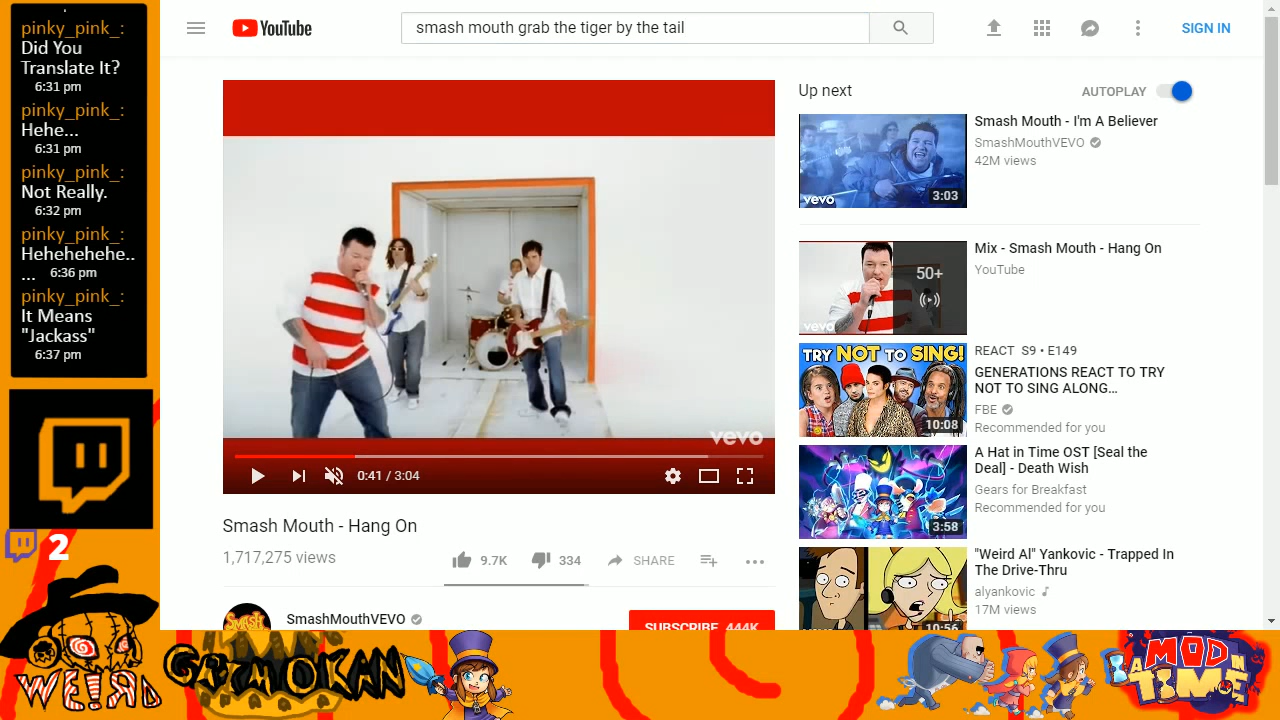 pinky_pink_:
Did You
Translate It?
6:31 pm
pinky_pink_:
Hehe...
6:31 pm
pinky_pink_:
Not Really.
6:32 pm
pinky_pink_:
Hehehehehe..
... 6:36 pm
pinky_pink_:
It Means
"Jackass"
6:37 pm
2
WEIRD
YouTube
smash mouth grab the tiger by the tail
SIGN IN
vevo
0:41 / 3:04
Smash Mouth - Hang On
1,717,275 views
9.7K
334
SHARE
SMASH
SmashMouthVEVO
SUBSCRIBE 444K
Up next
AUTOPLAY
vevo
3:03
Smash Mouth - I'm A Believer
SmashMouthVEVO
42M views
50+
vevo
Mix - Smash Mouth - Hang On
YouTube
TRY NOT TO SING!
10:08
REACT S9 • E149
GENERATIONS REACT TO TRY
NOT TO SING ALONG...
FBE
Recommended for you
3:58
A Hat in Time OST [Seal the
Deal] - Death Wish
Gears for Breakfast
Recommended for you
10:56
"Weird Al" Yankovic - Trapped In
The Drive-Thru
alyankovic
17M views
A MOD IN
TIME